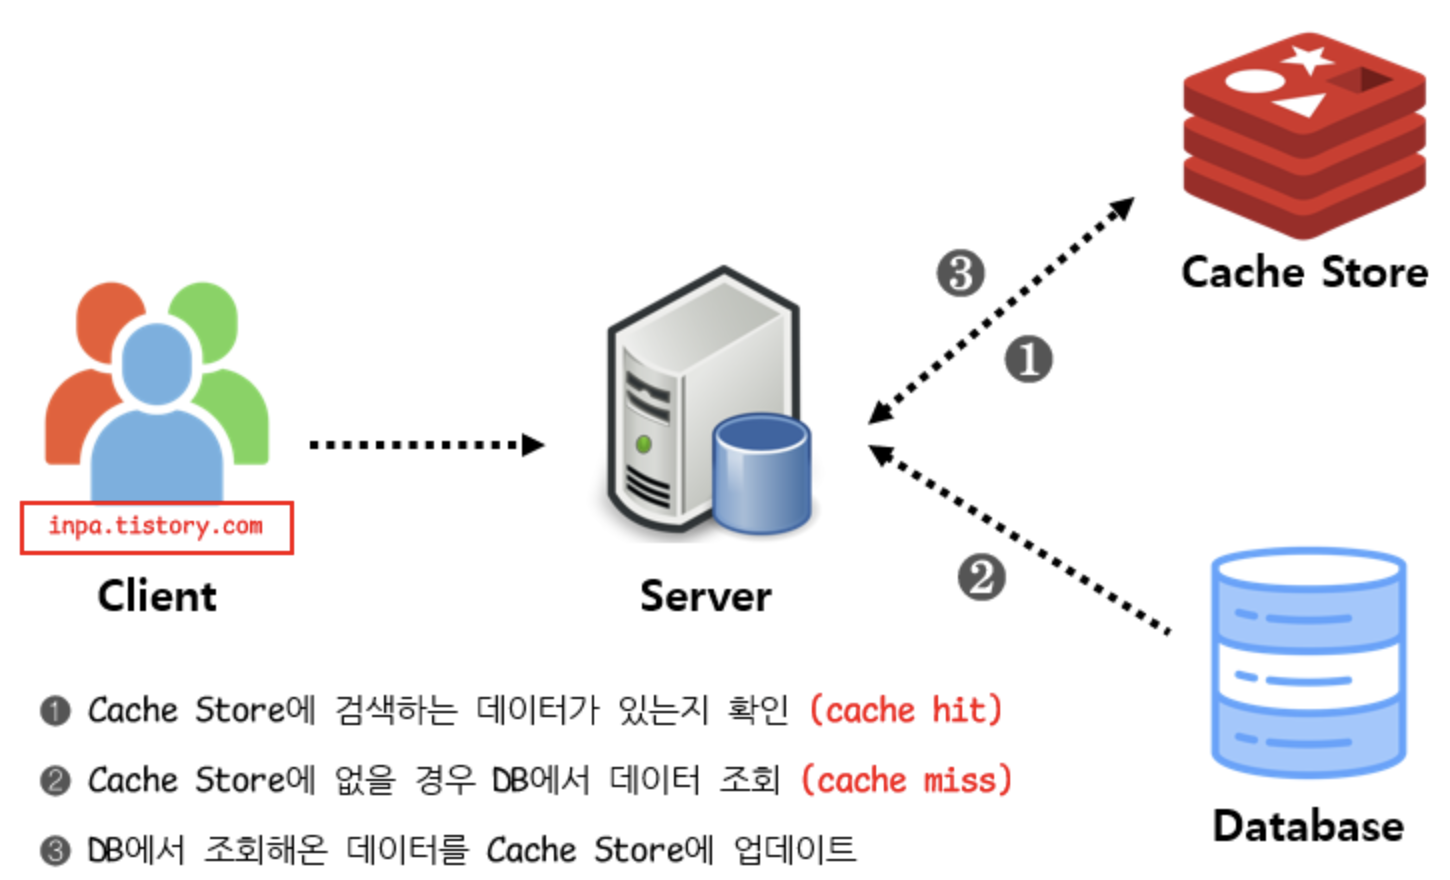 Cache Store
❸
❶
inpa.tistory.com
Client
Server
❷
Database
❶ Cache Store에 검색하는 데이터가 있는지 확인 (cache hit)
❷ Cache Store에 없을 경우 DB에서 데이터 조회 (cache miss)
❸ DB에서 조회해온 데이터를 Cache Store에 업데이트